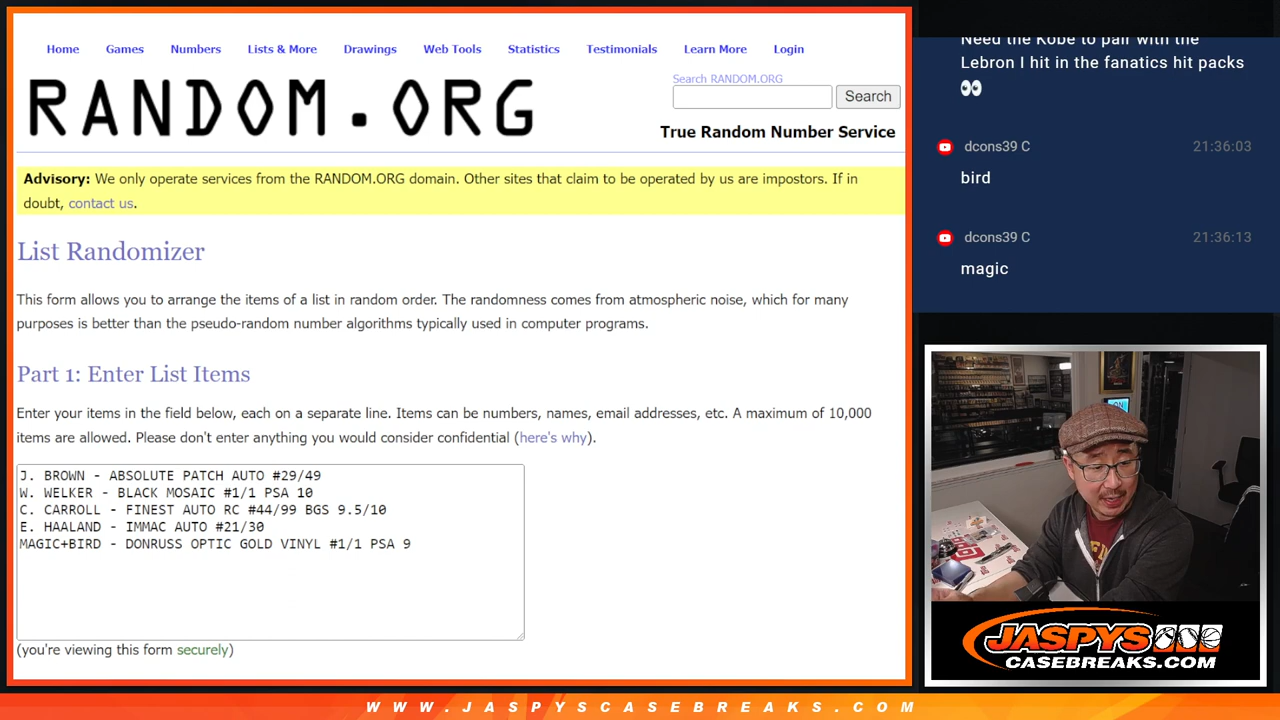 Home Games Numbers Lists & More Drawings Web Tools Statistics Testimonials Learn More Login
RANDOM.ORG
Search RANDOM.ORG
Search
True Random Number Service
Advisory: We only operate services from the RANDOM.ORG domain. Other sites that claim to be operated by us are impostors. If in
doubt, contact us.
List Randomizer
This form allows you to arrange the items of a list in random order. The randomness comes from atmospheric noise, which for many
purposes is better than the pseudo-random number algorithms typically used in computer programs.
Part 1: Enter List Items
Enter your items in the field below, each on a separate line. Items can be numbers, names, email addresses, etc. A maximum of 10,000
items are allowed. Please don't enter anything you would consider confidential (here's why).
J. BROWN - ABSOLUTE PATCH AUTO #29/49
W. WELKER - BLACK MOSAIC #1/1 PSA 10
C. CARROLL - FINEST AUTO RC #44/99 BGS 9.5/10
E. HAALAND - IMMAC AUTO #21/30
MAGIC+BIRD - DONRUSS OPTIC GOLD VINYL #1/1 PSA 9
(you're viewing this form securely)
Need the Kobe to pair with the
Lebron I hit in the fanatics hit packs
dcons39 C 21:36:03
bird
dcons39 C 21:36:13
magic
ON
JASPYS
CASEBREAKS.COM
WWW.JASPYSCASEBREAKS.COM